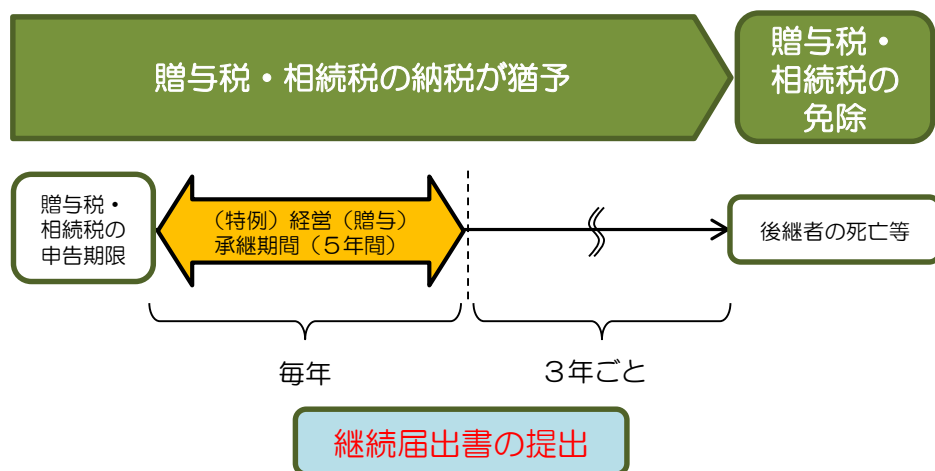 贈与税・相続税の納税が猶予
贈与税・
相続税の
免除
贈与税・
相続税の
申告期限
（特例）経営（贈与）
承継期間（５年間）
後継者の死亡等
毎年
３年ごと
継続届出書の提出